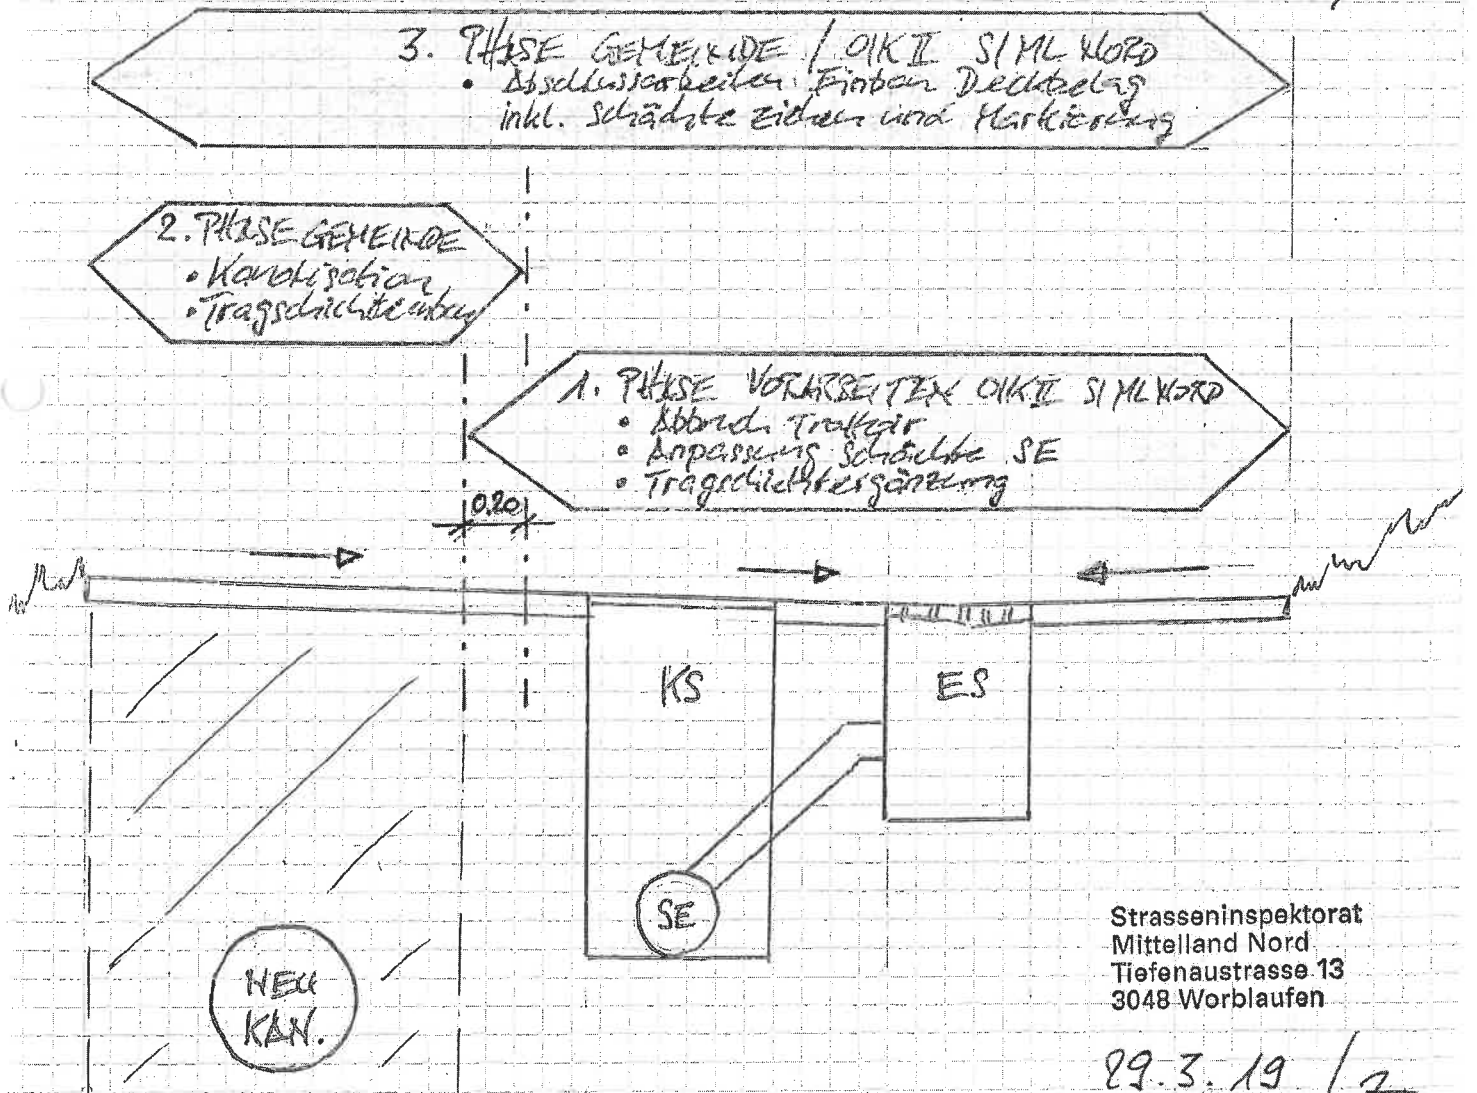 3. PHASE GEMEINDE / OIK II SI ML NORD
• Abschlussarbeiten: Einbau Deckbelag
inkl. Schächte ziehen und Markierung
2. PHASE GEMEINDE
• Kanalisation
• Tragschichteinbau
1. PHASE VORARBEITEN OIK II SI ML NORD
• Abbruch Trottoir
• Anpassung Schächte SE
• Tragschichtergänzung
0.20
KS
ES
SE
NEU
KAN.
Strasseninspektorat
Mittelland Nord
Tiefenaustrasse 13
3048 Worblaufen
29.3.19 /